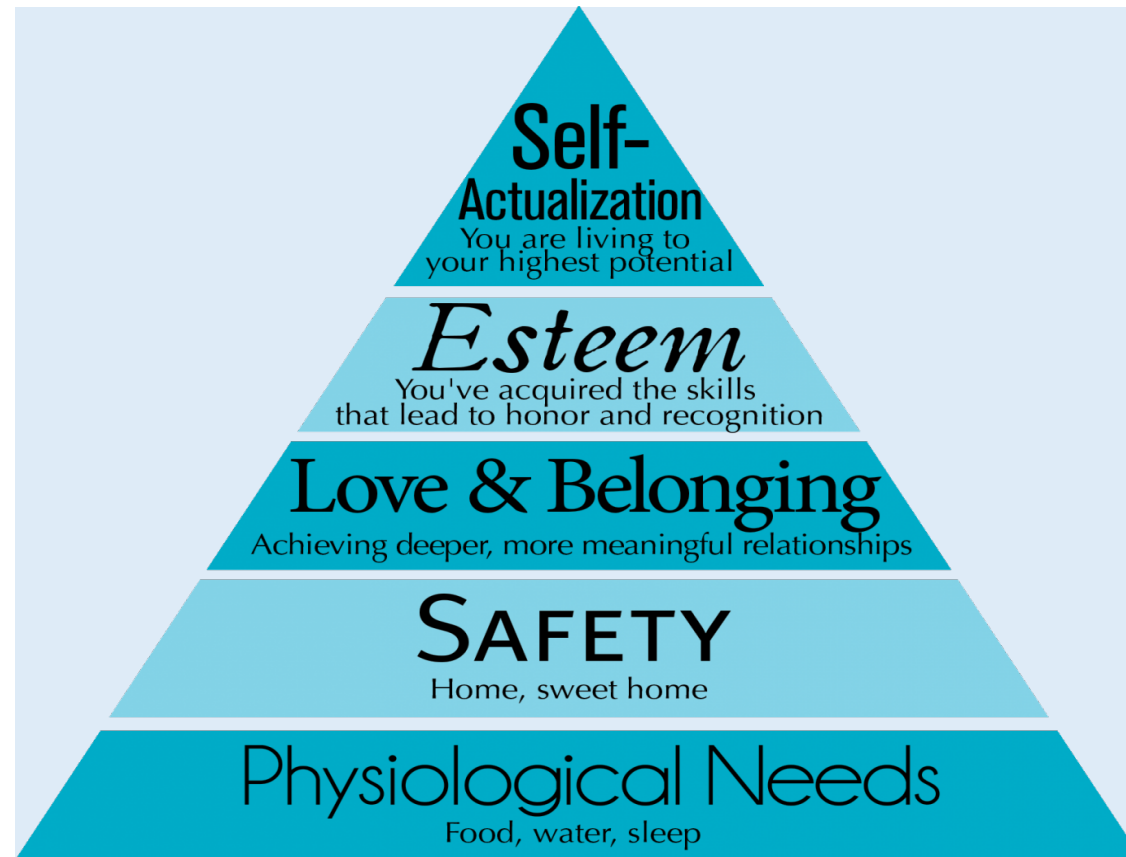 Self-
Actualization
You are living to
your highest potential
Esteem
You've acquired the skills
that lead to honor and recognition
Love & Belonging
Achieving deeper, more meaningful relationships
SAFETY
Home, sweet home
Physiological Needs
Food, water, sleep